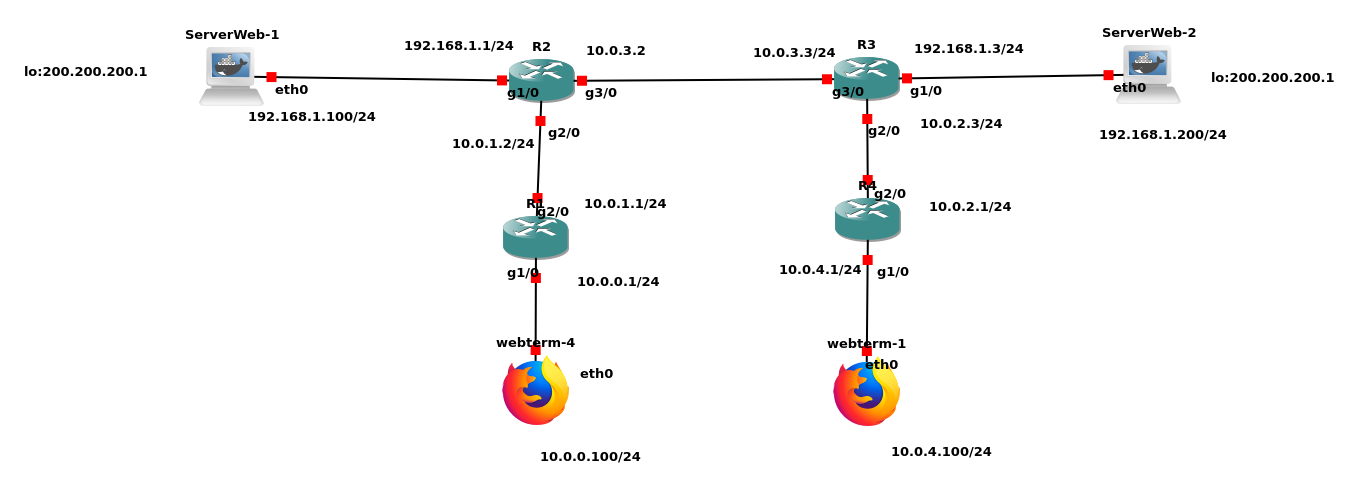 ServerWeb-1
lo:200.200.200.1
eth0
192.168.1.100/24
192.168.1.1/24
R2
10.0.3.2
g1/0
g3/0
g2/0
10.0.1.2/24
R1
g2/0
10.0.1.1/24
g1/0
10.0.0.1/24
webterm-4
eth0
10.0.0.100/24
10.0.3.3/24
R3
192.168.1.3/24
g3/0
g1/0
g2/0
10.0.2.3/24
ServerWeb-2
eth0
lo:200.200.200.1
192.168.1.200/24
R4
g2/0
10.0.2.1/24
10.0.4.1/24
g1/0
webterm-1
eth0
10.0.4.100/24